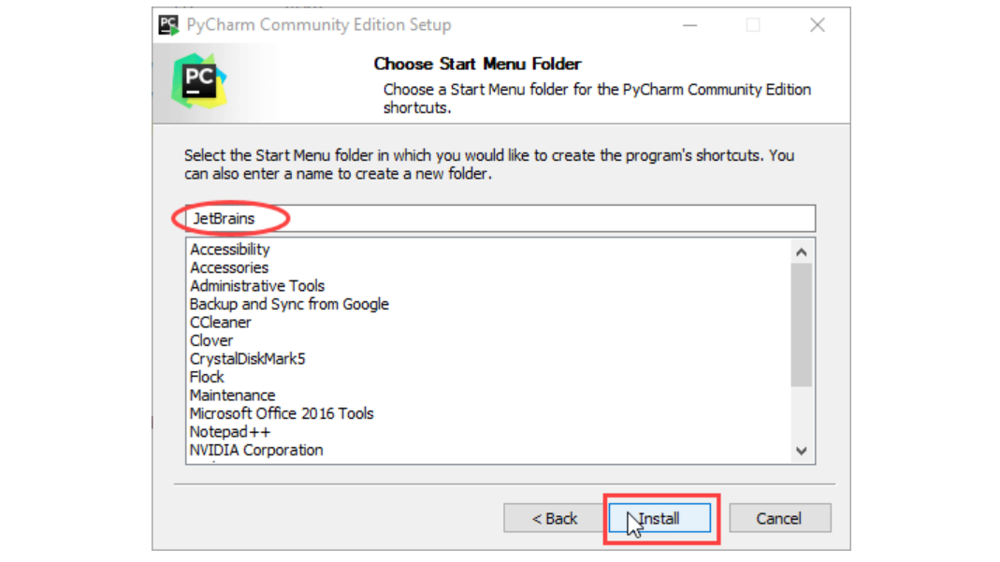 PyCharm Community Edition Setup
PC
Choose Start Menu Folder
Choose a Start Menu folder for the PyCharm Community Edition
shortcuts.
Select the Start Menu folder in which you would like to create the program's shortcuts. You
can also enter a name to create a new folder.
JetBrains
Accessibility
Accessories
Administrative Tools
Backup and Sync from Google
CCleaner
Clover
CrystalDiskMark5
Flock
Maintenance
Microsoft Office 2016 Tools
Notepad++
NVIDIA Corporation
< Back
Install
Cancel